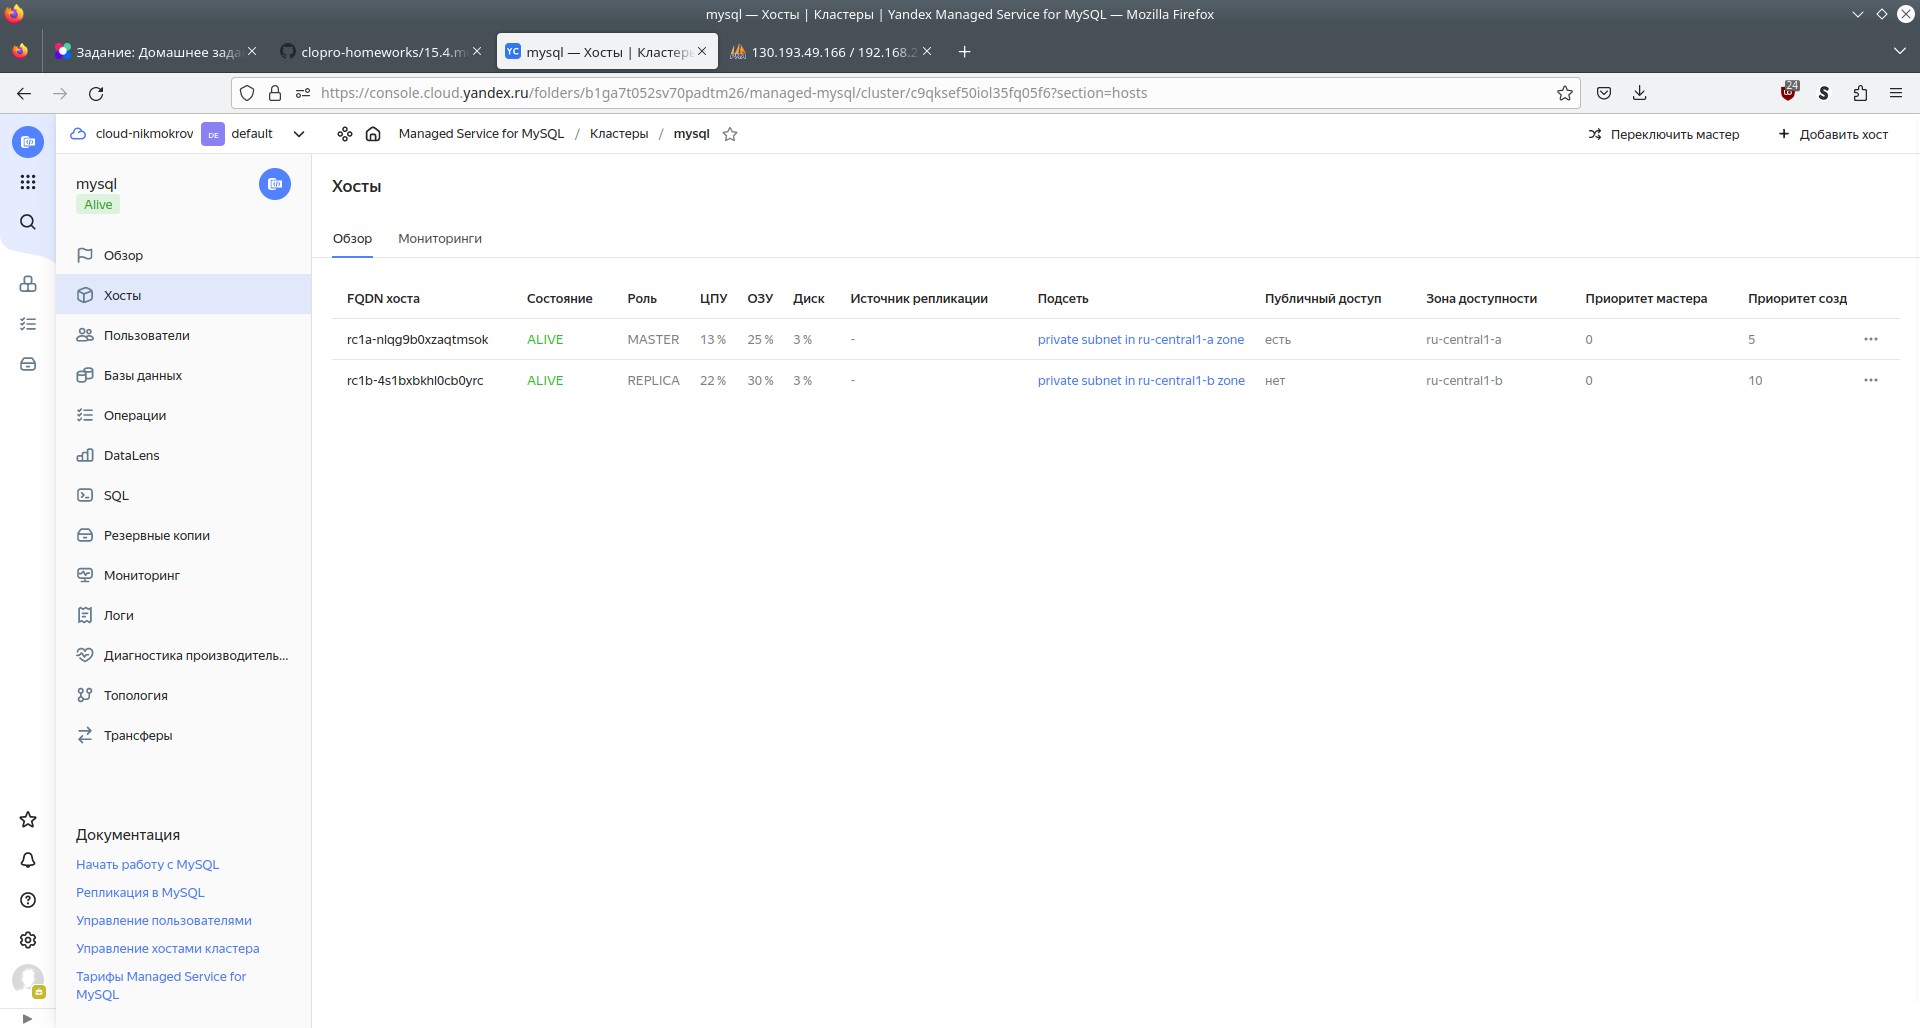 mysql — Хосты | Кластеры | Yandex Managed Service for MySQL — Mozilla Firefox
Задание: Домашнее зада
clopro-homeworks/15.4.m
YC mysql — Хосты | Кластер
130.193.49.166 / 192.168.2
https://console.cloud.yandex.ru/folders/b1ga7t052sv70padtm26/managed-mysql/cluster/c9qksef50iol35fq05f6?section=hosts
24
cloud-nikmokrov DE default
Managed Service for MySQL / Кластеры / mysql
Переключить мастер
Добавить хост
mysql
Alive
Обзор
Хосты
Пользователи
Базы данных
Операции
DataLens
SQL
Резервные копии
Мониторинг
Логи
Диагностика производитель...
Топология
Трансферы
Документация
Начать работу с MySQL
Репликация в MySQL
Управление пользователями
Управление хостами кластера
Тарифы Managed Service for
MySQL
Хосты
Обзор Мониторинги
FQDN хоста Состояние Роль ЦПУ ОЗУ Диск Источник репликации Подсеть Публичный доступ Зона доступности Приоритет мастера Приоритет созд
rc1a-nlqg9b0xzaqtmsok ALIVE MASTER 13 % 25 % 3 % - private subnet in ru-central1-a zone есть ru-central1-a 0 5
rc1b-4s1bxbkhl0cb0yrc ALIVE REPLICA 22 % 30 % 3 % - private subnet in ru-central1-b zone нет ru-central1-b 0 10